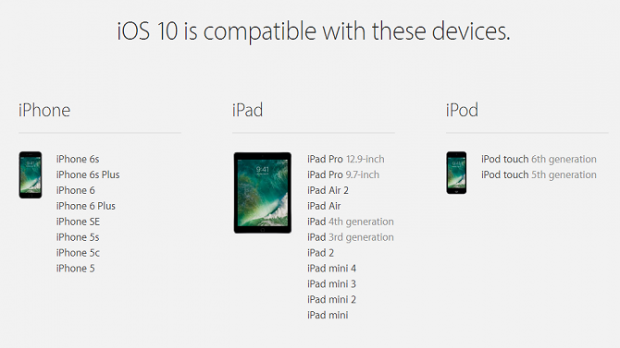 iOS 10 is compatible with these devices.
iPhone
iPhone 6s
iPhone 6s Plus
iPhone 6
iPhone 6 Plus
iPhone SE
iPhone 5s
iPhone 5c
iPhone 5
iPad
9:41
iPad Pro 12.9-inch
iPad Pro 9.7-inch
iPad Air 2
iPad Air
iPad 4th generation
iPad 3rd generation
iPad 2
iPad mini 4
iPad mini 3
iPad mini 2
iPad mini
iPod
iPod touch 6th generation
iPod touch 5th generation